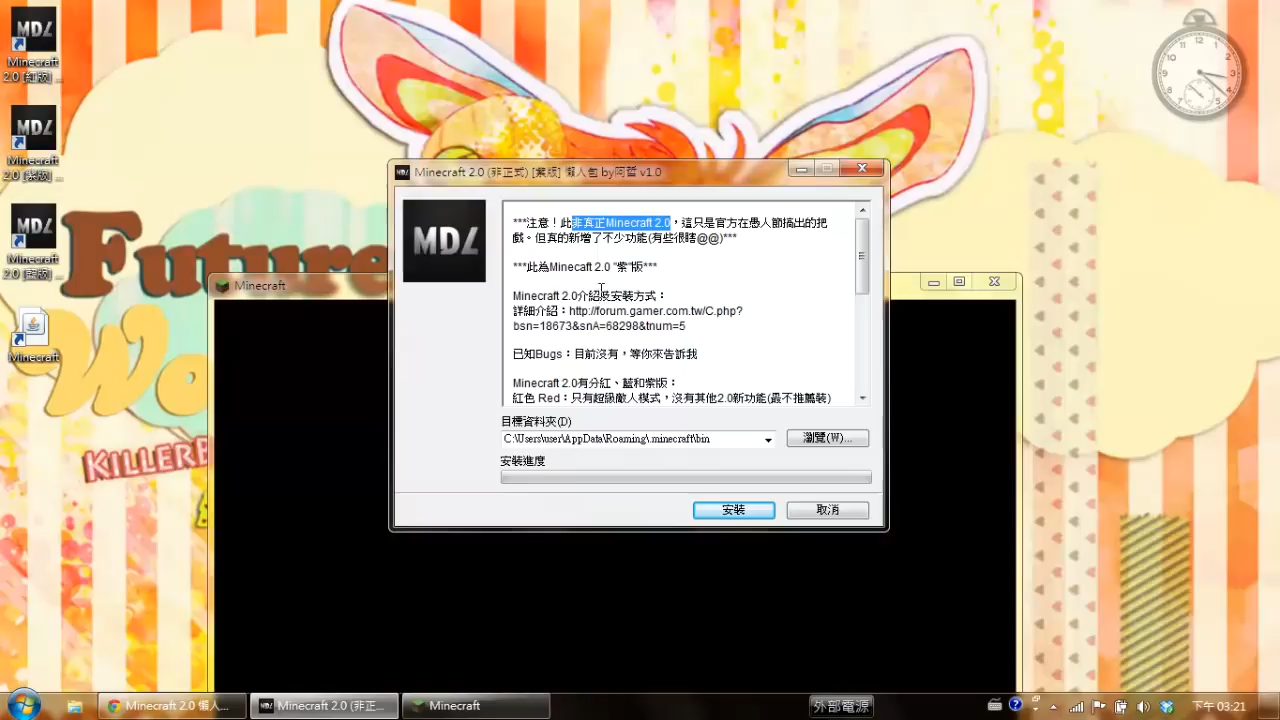 Minecraft
2.0 [紅版] ...
Minecraft
2.0 [紫版] ...
Minecraft
2.0 [藍版] ...
Minecraft
Future
Wo
KILLERB
Minecraft
Minecraft 2.0 (非正式) [紫版] 懶人包 by阿哲 v1.0
MDL
***注意！此非真正Minecraft 2.0，這只是官方在愚人節搞出的把
戲。但真的新增了不少功能(有些很瞎@@)***
***此為Minecaft 2.0 "紫"版***
Minecraft 2.0介紹及安裝方式：
詳細介紹：http://forum.gamer.com.tw/C.php?
bsn=18673&snA=68298&tnum=5
已知Bugs：目前沒有，等你來告訴我
Minecraft 2.0有分紅、藍和紫版：
紅色 Red：只有超級敵人模式，沒有其他2.0新功能(最不推薦裝)
目標資料夾(D)
C:\Users\user\AppData\Roaming\.minecraft\bin
瀏覽(W)...
安裝進度
安裝
取消
Minecraft 2.0 懶人...
Minecraft 2.0 (非正...
Minecraft
外部電源
下午 03:21